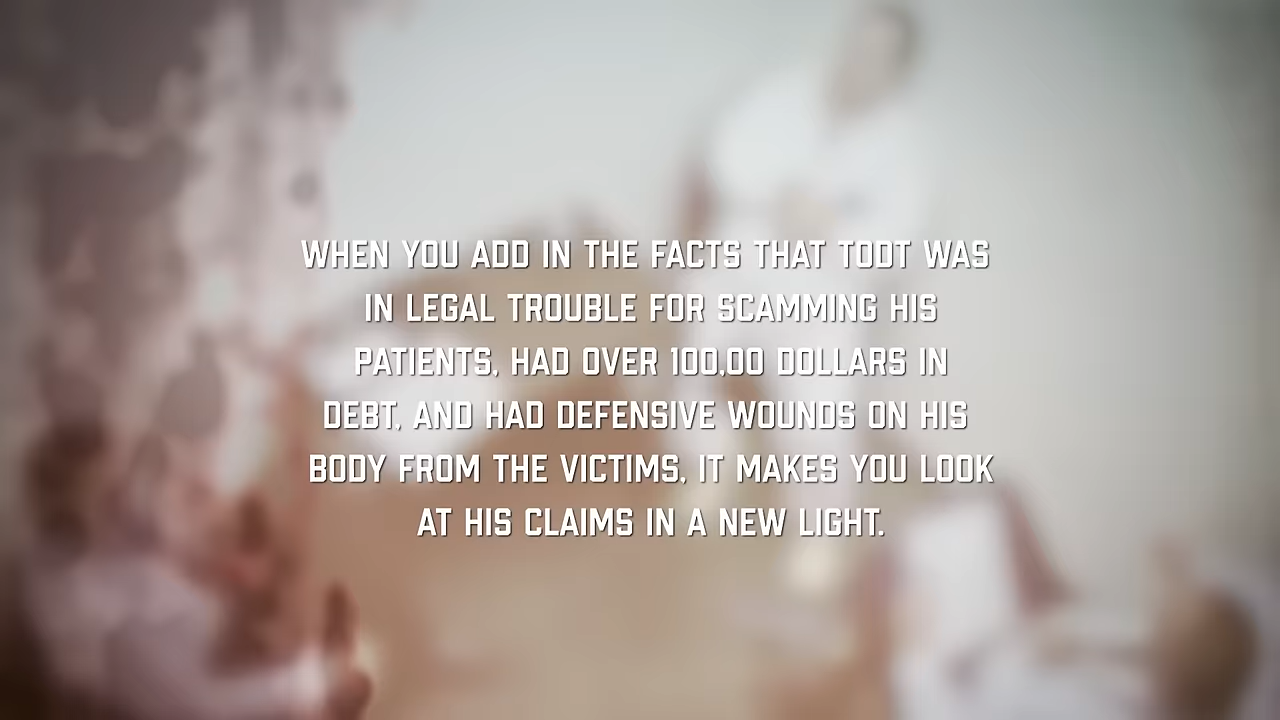 WHEN YOU ADD IN THE FACTS THAT TODT WAS
IN LEGAL TROUBLE FOR SCAMMING HIS
PATIENTS, HAD OVER 100,00 DOLLARS IN
DEBT, AND HAD DEFENSIVE WOUNDS ON HIS
BODY FROM THE VICTIMS, IT MAKES YOU LOOK
AT HIS CLAIMS IN A NEW LIGHT.